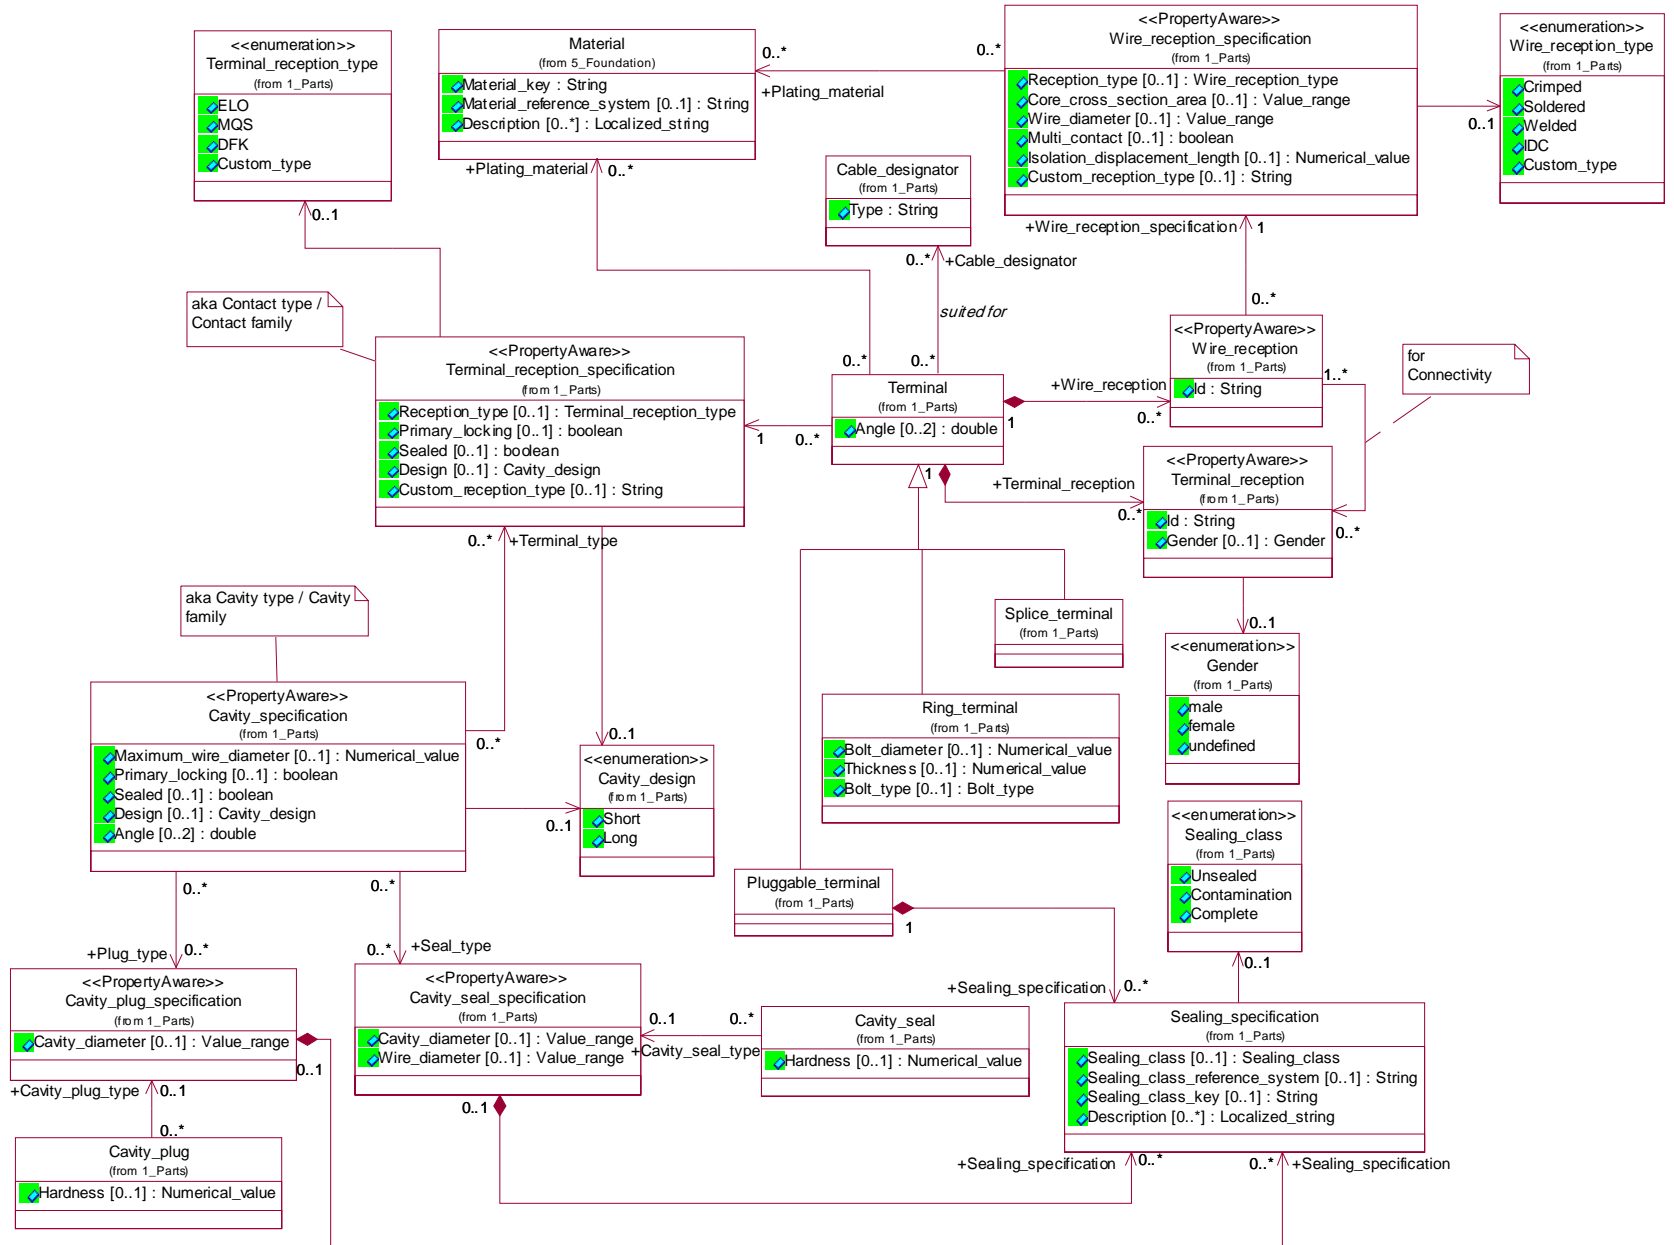 <<enumeration>>
Terminal_reception_type
(from 1_Parts)
ELO
MQS
DFK
Custom_type
0..1
Material
(from 5_Foundation)
Material_key : String
Material_reference_system [0..1] : String
Description [0..*] : Localized_string
0..*
+Plating_material
+Plating_material
0..*
0..*
<<PropertyAware>>
Wire_reception_specification
(from 1_Parts)
Reception_type [0..1] : Wire_reception_type
Core_cross_section_area [0..1] : Value_range
Wire_diameter [0..1] : Value_range
Multi_contact [0..1] : boolean
Isolation_displacement_length [0..1] : Numerical_value
Custom_reception_type [0..1] : String
0..1
<<enumeration>>
Wire_reception_type
(from 1_Parts)
Crimped
Soldered
Welded
IDC
Custom_type
Cable_designator
(from 1_Parts)
Type : String
0..*
+Cable_designator
suited for
+Wire_reception_specification
1
0..*
aka Contact type /
Contact family
<<PropertyAware>>
Terminal_reception_specification
(from 1_Parts)
Reception_type [0..1] : Terminal_reception_type
Primary_locking [0..1] : boolean
Sealed [0..1] : boolean
Design [0..1] : Cavity_design
Custom_reception_type [0..1] : String
0..*
0..*
Terminal
(from 1_Parts)
Angle [0..2] : double
1
0..*
1
1
+Wire_reception
0..*
<<PropertyAware>>
Wire_reception
(from 1_Parts)
Id : String
1..*
for
Connectivity
+Terminal_reception
0..*
<<PropertyAware>>
Terminal_reception
(from 1_Parts)
Id : String
Gender [0..1] : Gender
0..*
0..*
+Terminal_type
aka Cavity type / Cavity
family
Splice_terminal
(from 1_Parts)
0..1
<<enumeration>>
Gender
(from 1_Parts)
male
female
undefined
<<PropertyAware>>
Cavity_specification
(from 1_Parts)
Maximum_wire_diameter [0..1] : Numerical_value
Primary_locking [0..1] : boolean
Sealed [0..1] : boolean
Design [0..1] : Cavity_design
Angle [0..2] : double
0..*
0..1
0..1
<<enumeration>>
Cavity_design
(from 1_Parts)
Short
Long
Ring_terminal
(from 1_Parts)
Bolt_diameter [0..1] : Numerical_value
Thickness [0..1] : Numerical_value
Bolt_type [0..1] : Bolt_type
<<enumeration>>
Sealing_class
(from 1_Parts)
Unsealed
Contamination
Complete
0..1
Pluggable_terminal
(from 1_Parts)
1
0..*
0..*
+Plug_type
0..*
0..*
+Seal_type
<<PropertyAware>>
Cavity_plug_specification
(from 1_Parts)
Cavity_diameter [0..1] : Value_range
0..1
+Cavity_plug_type
0..1
0..*
<<PropertyAware>>
Cavity_seal_specification
(from 1_Parts)
Cavity_diameter [0..1] : Value_range
Wire_diameter [0..1] : Value_range
0..1
0..1
+Cavity_seal_type
0..*
Cavity_seal
(from 1_Parts)
Hardness [0..1] : Numerical_value
+Sealing_specification
0..*
Sealing_specification
(from 1_Parts)
Sealing_class [0..1] : Sealing_class
Sealing_class_reference_system [0..1] : String
Sealing_class_key [0..1] : String
Description [0..*] : Localized_string
+Sealing_specification
0..*
0..*
+Sealing_specification
Cavity_plug
(from 1_Parts)
Hardness [0..1] : Numerical_value